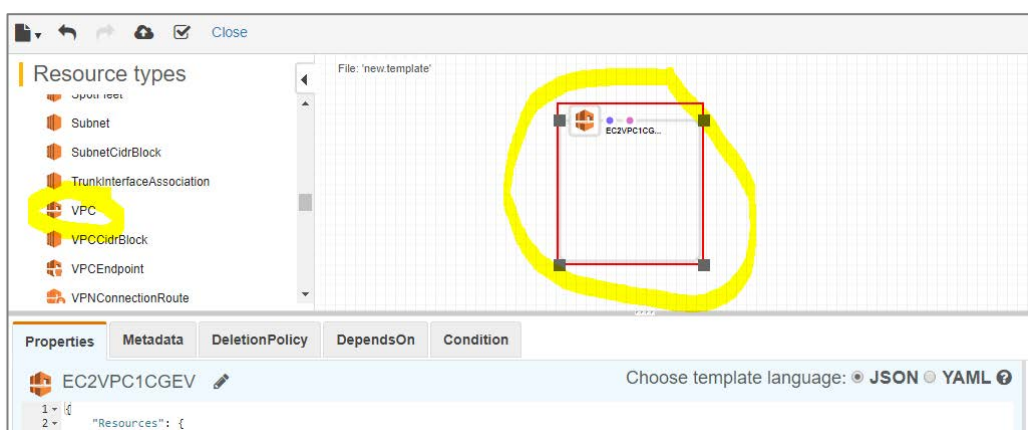 Close
Resource types
SpotFleet
Subnet
SubnetCidrBlock
TrunkInterfaceAssociation
VPC
VPCCidrBlock
VPCEndpoint
VPNConnectionRoute
File: 'new.template'
EC2VPC1CG...
Properties Metadata DeletionPolicy DependsOn Condition
EC2VPC1CGEV Choose template language: JSON YAML
1 {
2 "Resources": {